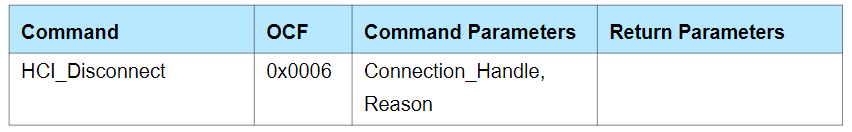 Command OCF Command Parameters Return Parameters
HCI_Disconnect 0x0006 Connection_Handle,
Reason